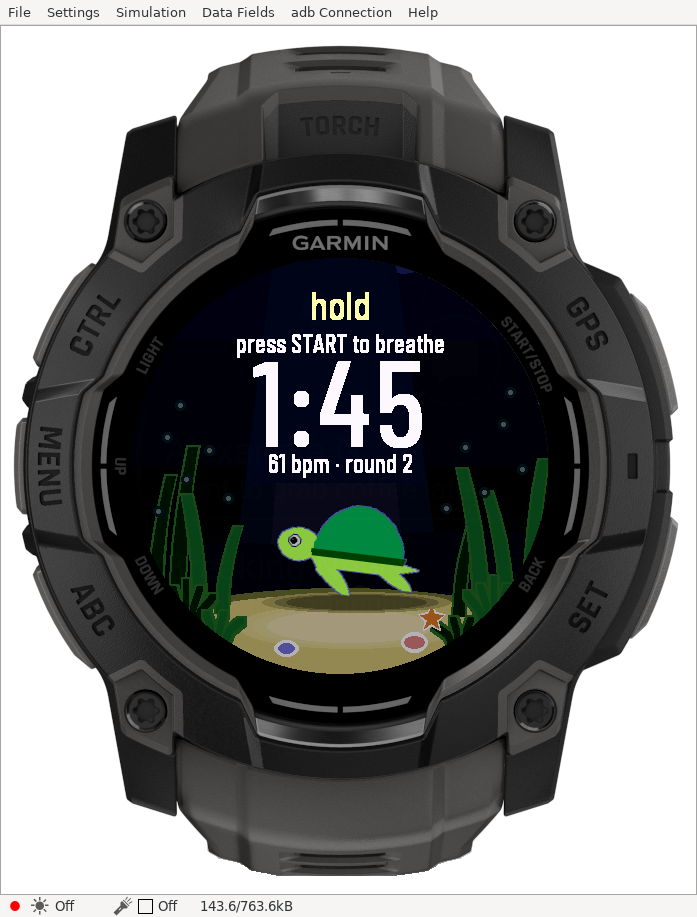 File Settings Simulation Data Fields adb Connection Help
TORCH
GARMIN
CTRL
GPS
LIGHT
START/STOP
hold
press START to breathe
1:45
61 bpm · round 2
MENU
UP
DOWN
BACK
ABC
SET
Off Off 143.6/763.6kB